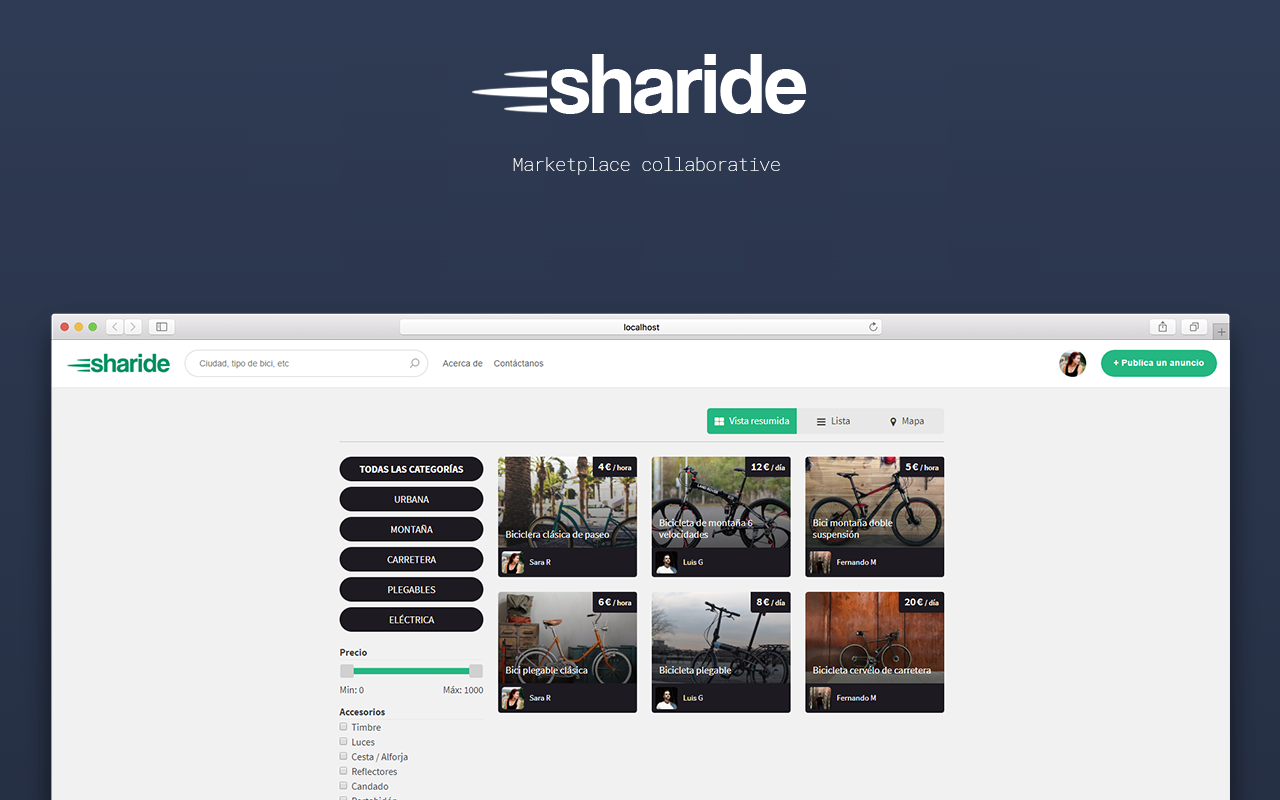 sharide
Marketplace collaborative
localhost
sharide
Ciudad, tipo de bici, etc
Acerca de
Contáctanos
+ Publica un anuncio
Vista resumida
Lista
Mapa
TODAS LAS CATEGORÍAS
URBANA
MONTAÑA
CARRETERA
PLEGABLES
ELÉCTRICA
Precio
Min: 0
Máx: 1000
Accesorios
Timbre
Luces
Cesta / Alforja
Reflectores
Candado
4 € / hora
Biciclera clásica de paseo
Sara R
12 € / día
Bicicleta de montaña 6
velocidades
Luis G
5 € / hora
Bici montaña doble
suspensión
Fernando M
6 € / hora
Bici plegable clásica
Sara R
8 € / día
Bicicleta plegable
Luis G
20 € / día
Bicicleta cervélo de carretera
Fernando M